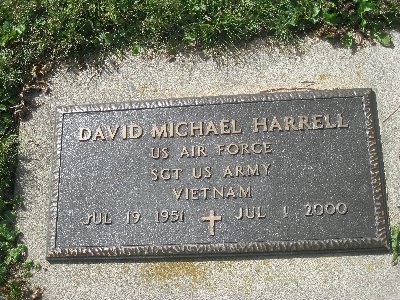 DAVID MICHAEL HARRELL
US AIR FORCE
SGT US ARMY
VIETNAM
JUL 19 1951 JUL 1 2000